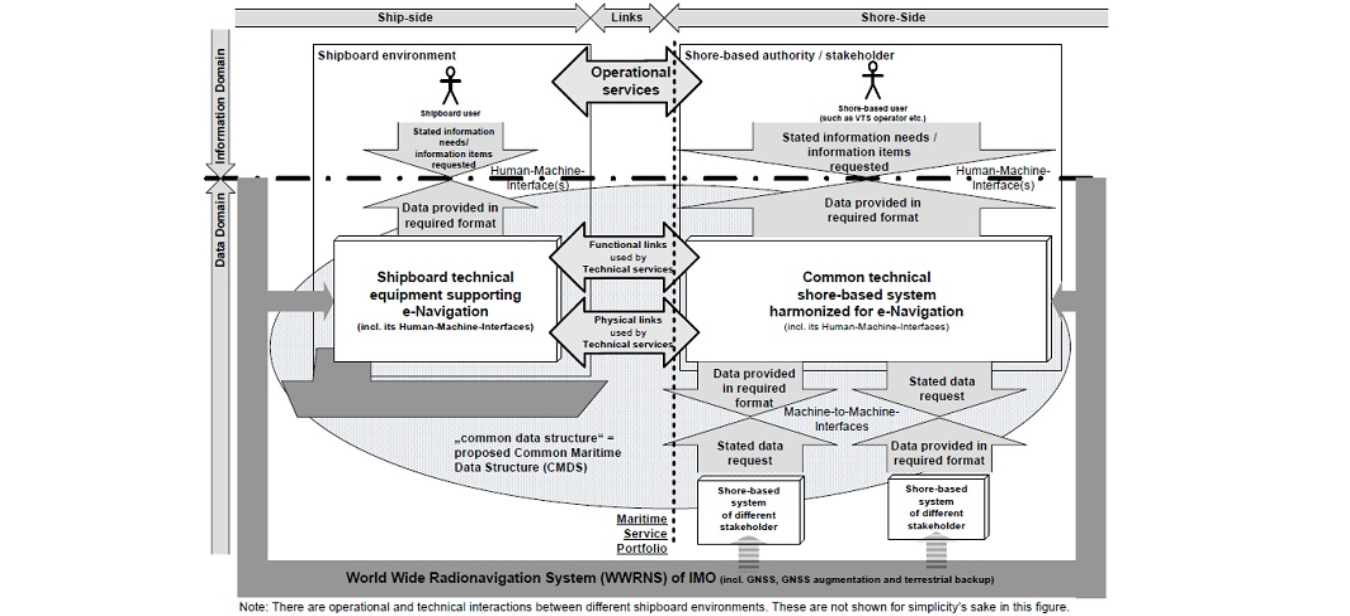 Ship-side
Links
Shore-Side
Information Domain
Data Domain
Shipboard environment
Shipboard user
Stated information
needs/
information items
requested
Human-Machine-
Interface(s)
Data provided in
required format
Operational
services
Shore-based authority / stakeholder
Shore-based user
(such as VTS operator etc.)
Stated information needs /
information items
requested
Human-Machine-
Interface(s)
Data provided in
required format
Shipboard technical
equipment supporting
e-Navigation
(incl. its Human-Machine-Interfaces)
Functional links
used by
Technical services
Physical links
used by
Technical services
Common technical
shore-based system
harmonized for e-Navigation
(incl. its Human-Machine-Interfaces)
Data provided
in required
format
Stated data
request
Machine-to-Machine-
Interfaces
Stated data
request
Data provided in
required format
„common data structure“ =
proposed Common Maritime
Data Structure (CMDS)
Shore-based
system
of different
stakeholder
Shore-based
system
of different
stakeholder
Maritime
Service
Portfolio
World Wide Radionavigation System (WWRNS) of IMO (incl. GNSS, GNSS augmentation and terrestrial backup)
Note: There are operational and technical interactions between different shipboard environments. These are not shown for simplicity's sake in this figure.